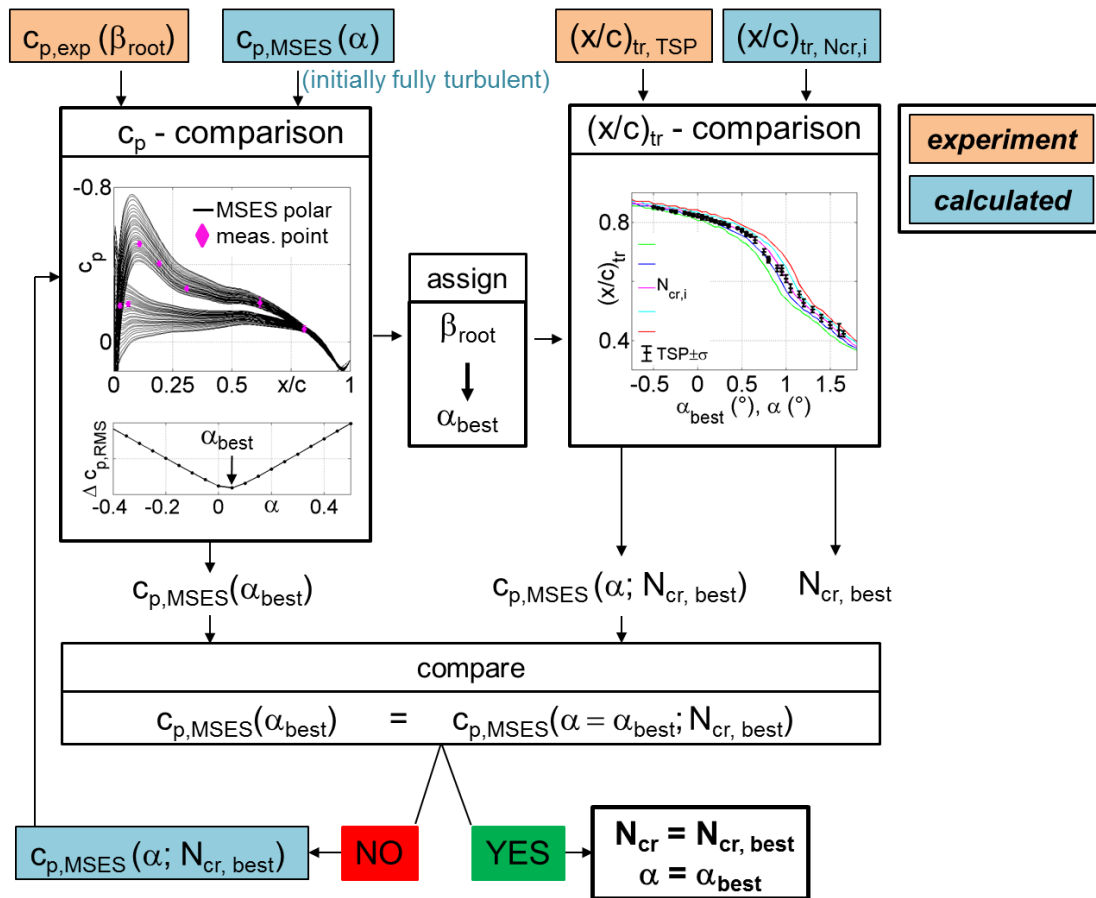 c_p,exp (β_root)
c_p,MSES (α)
(x/c)_tr, TSP
(x/c)_tr, Ncr,i
(initially fully turbulent)
c_p - comparison
(x/c)_tr - comparison
experiment
calculated
-0.8
c_p
0
MSES polar
meas. point
0 0.25 0.5 x/c 1
Δ c_p,RMS
α_best
-0.4 -0.2 0 α 0.4
assign
β_root
α_best
(x/c)_tr
0.8
0.4
N_cr,i
TSP±σ
-0.5 0 0.5 1 1.5
α_best (°), α (°)
c_p,MSES(α_best)
c_p,MSES (α; N_cr, best)
N_cr, best
compare
c_p,MSES(α_best) = c_p,MSES(α = α_best; N_cr, best)
c_p,MSES (α; N_cr, best)
NO
YES
N_cr = N_cr, best
α = α_best